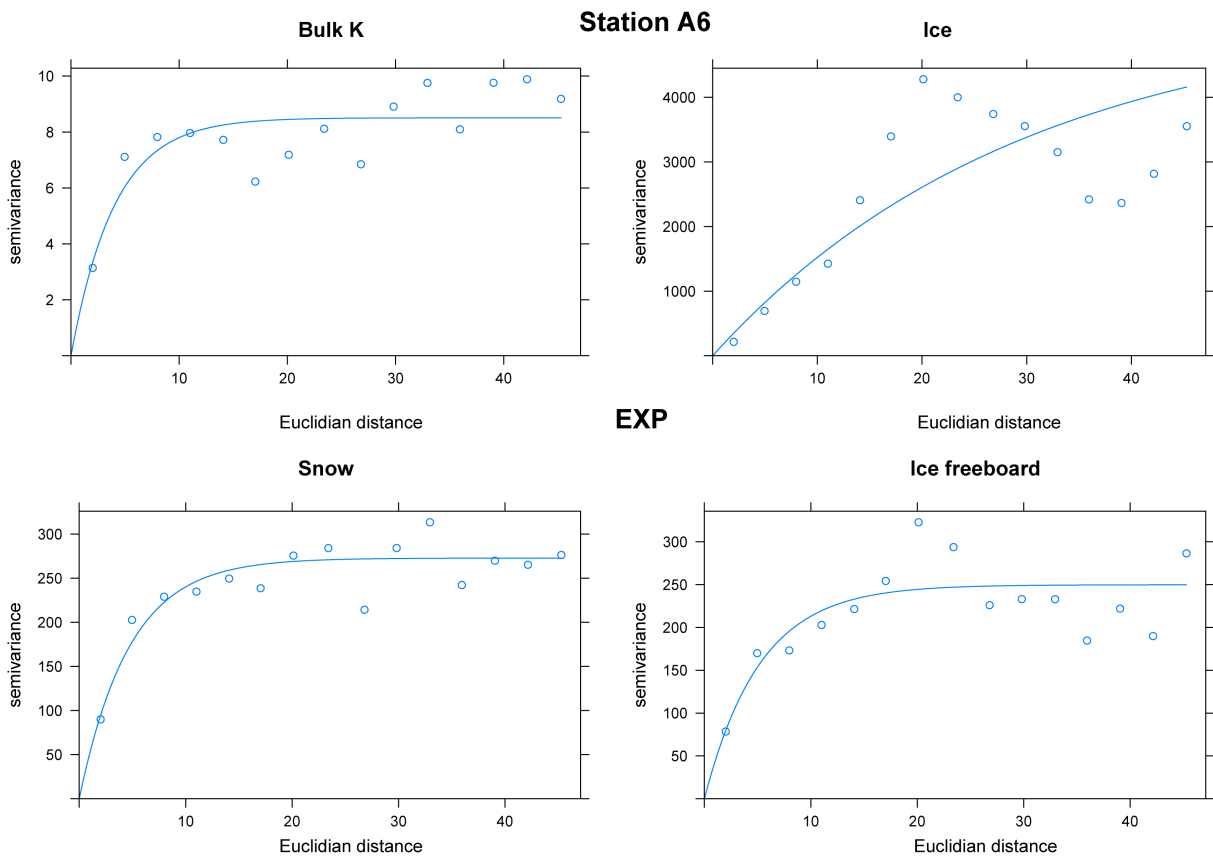 Station A6
Bulk K
Ice
semivariance
10
8
6
4
2
10 20 30 40
Euclidian distance
semivariance
4000
3000
2000
1000
10 20 30 40
Euclidian distance
EXP
Snow
Ice freeboard
semivariance
300
250
200
150
100
50
10 20 30 40
Euclidian distance
semivariance
300
250
200
150
100
50
10 20 30 40
Euclidian distance